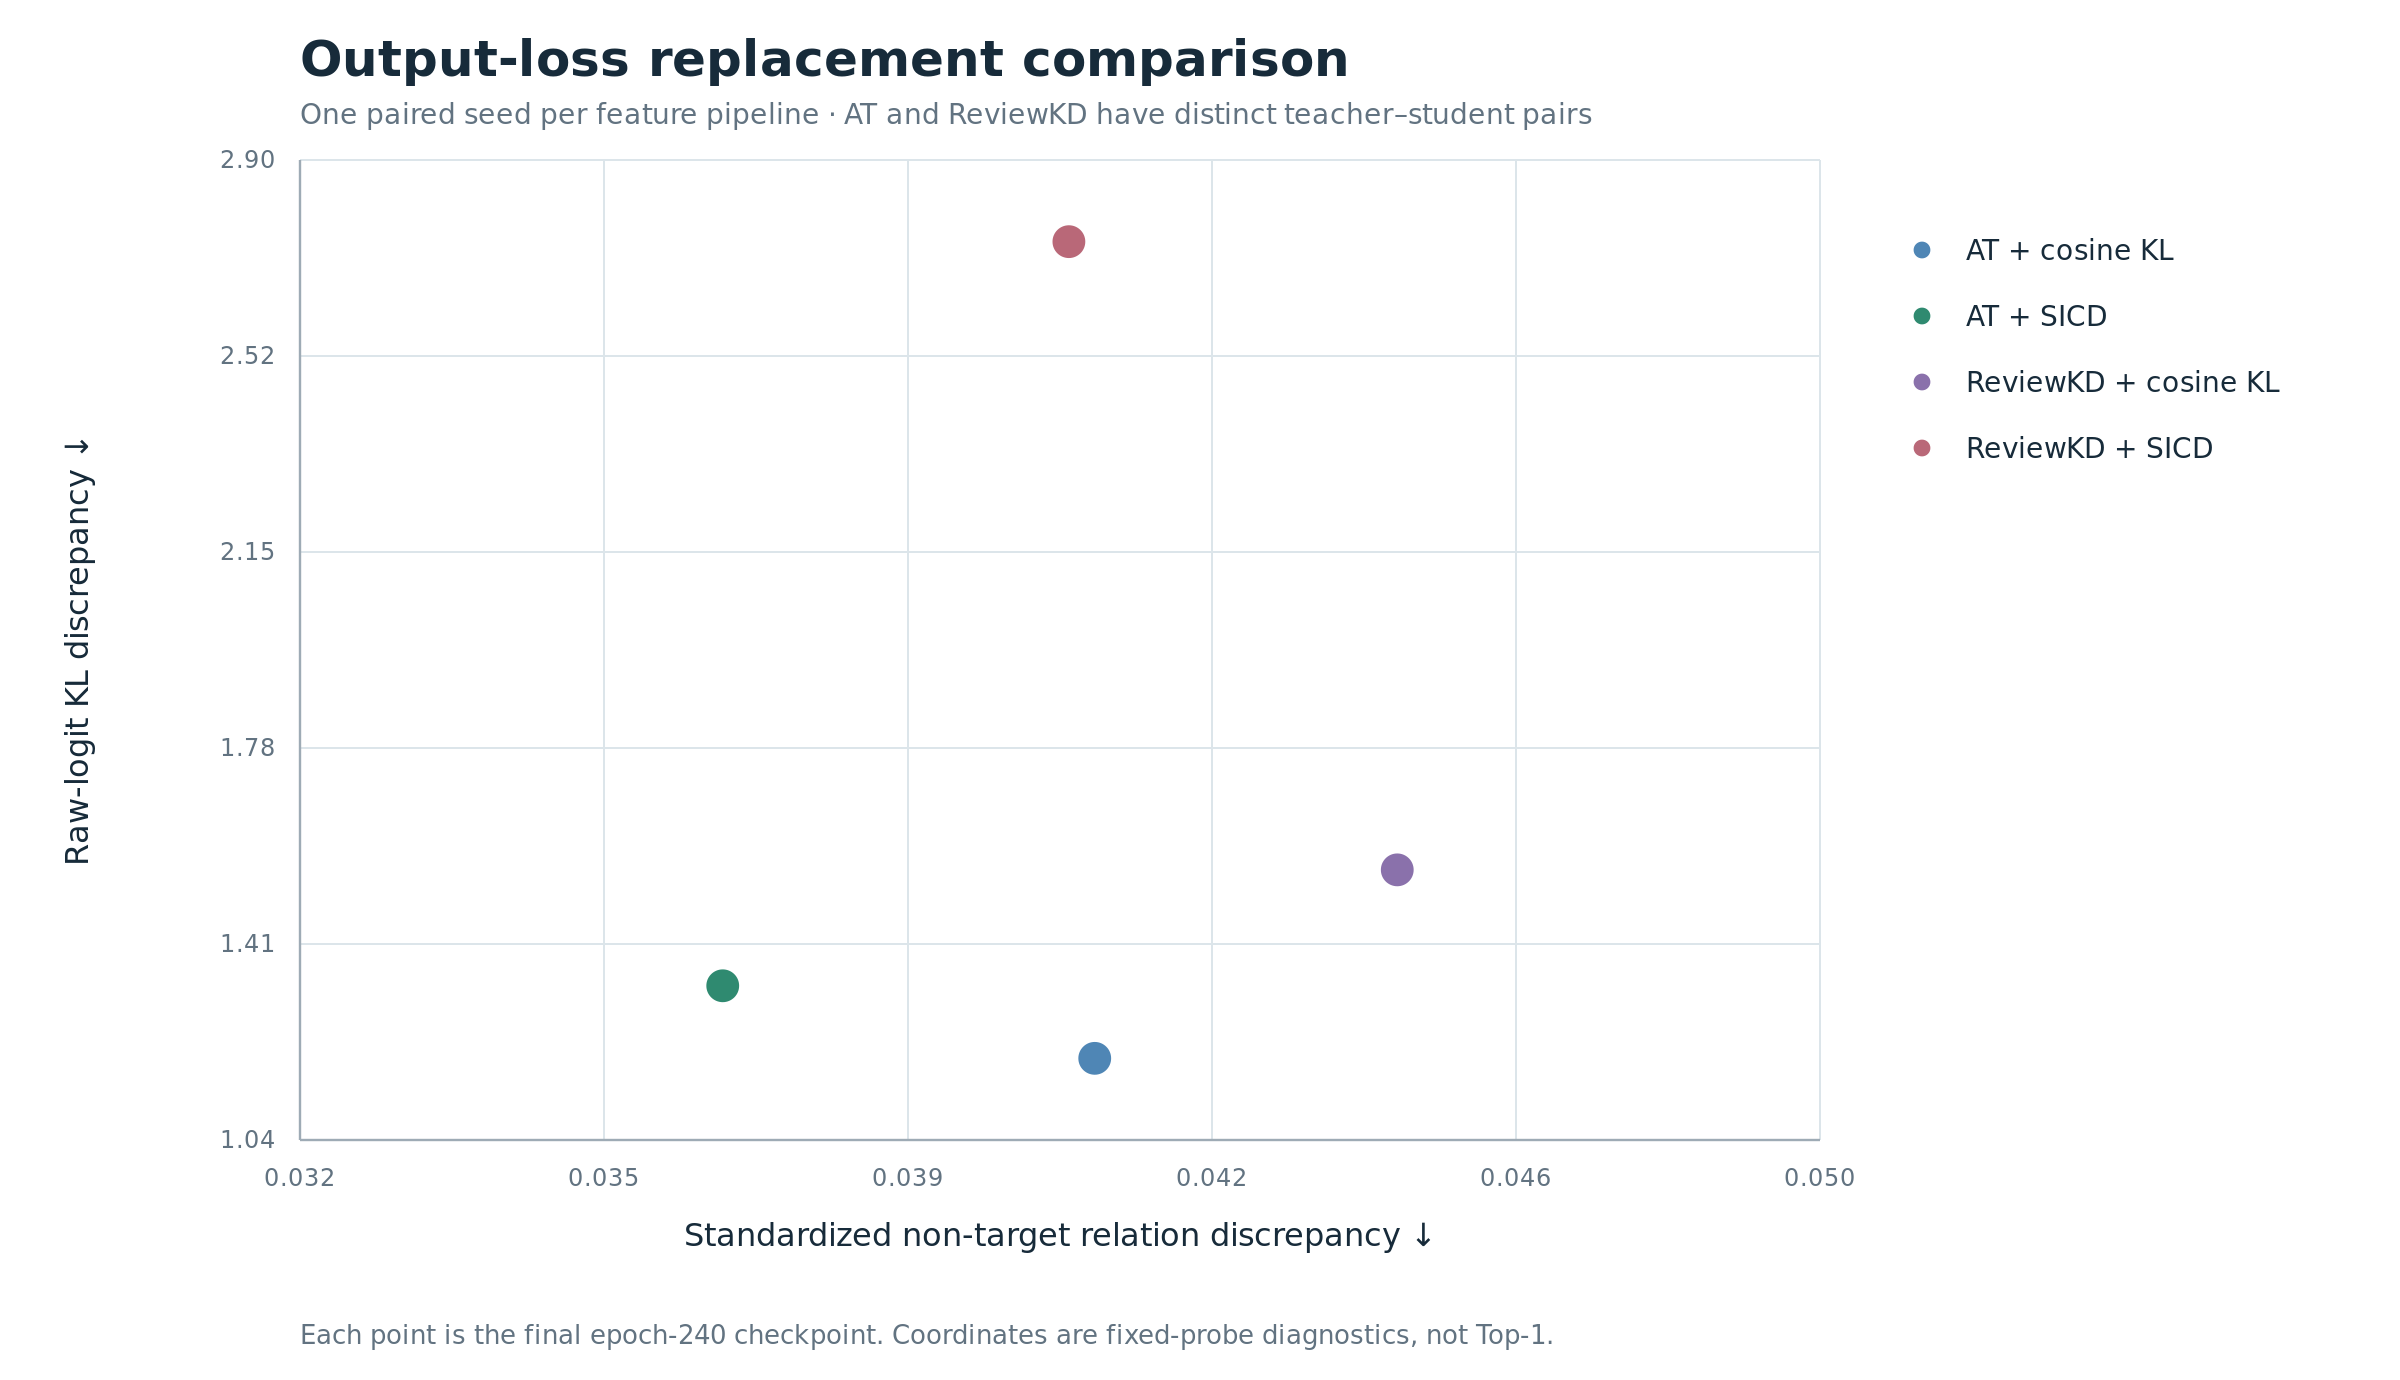 Output-loss replacement comparison
One paired seed per feature pipeline · AT and ReviewKD have distinct teacher–student pairs
2.90
2.52
2.15
1.78
1.41
1.04
Raw-logit KL discrepancy ↓
0.032 0.035 0.039 0.042 0.046 0.050
Standardized non-target relation discrepancy ↓
AT + cosine KL
AT + SICD
ReviewKD + cosine KL
ReviewKD + SICD
Each point is the final epoch-240 checkpoint. Coordinates are fixed-probe diagnostics, not Top-1.